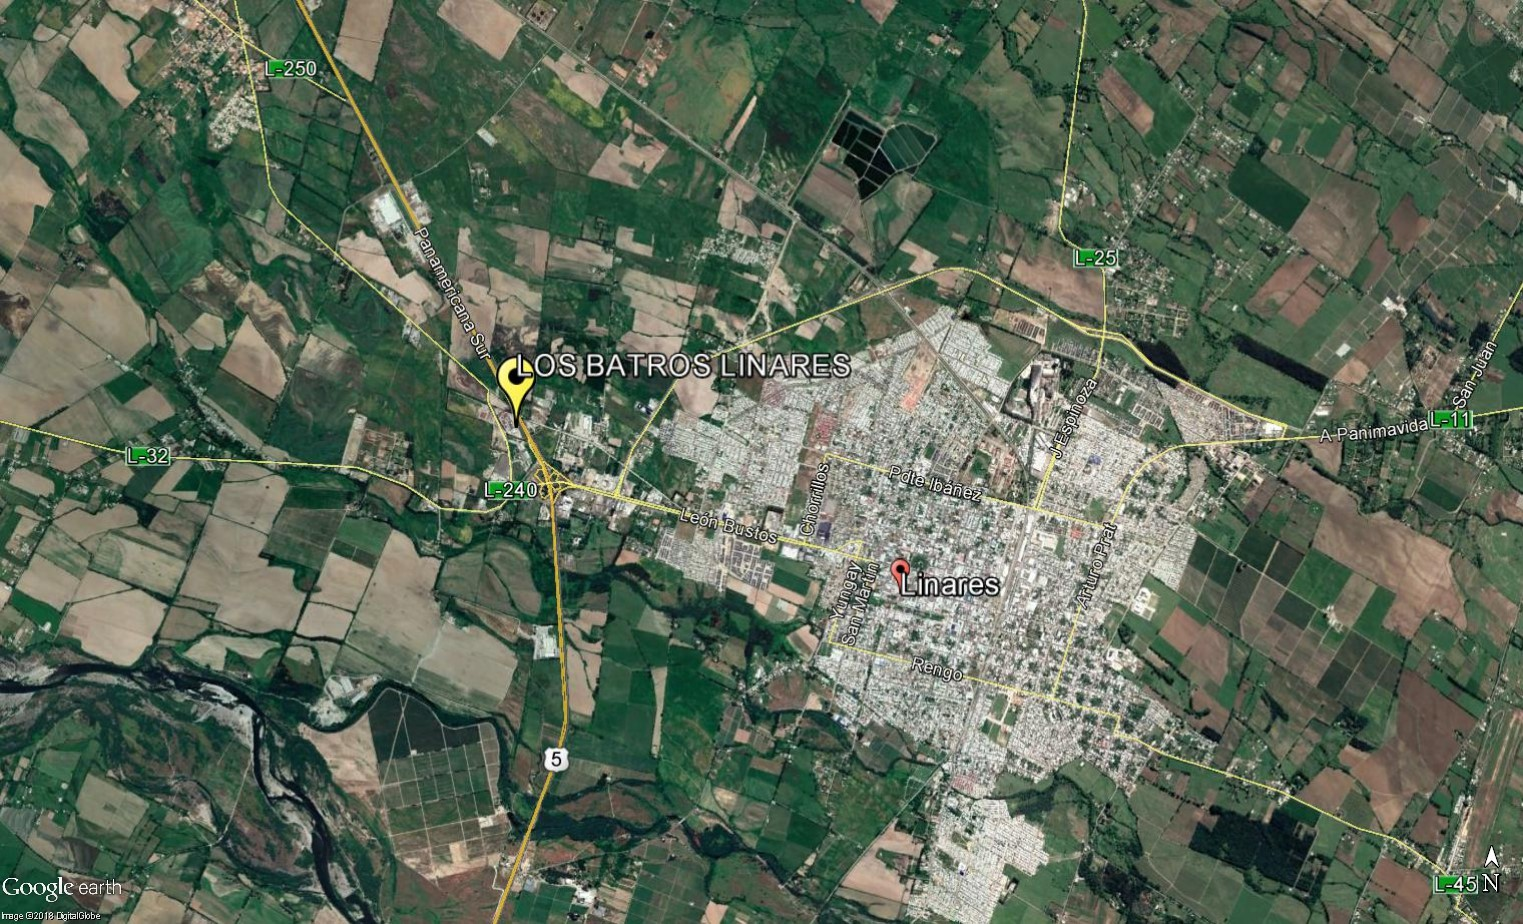 L-250
Panamericana Sur
L-25
LOS BATROS LINARES
San Juan
L-11
A Panimavida
J Espinoza
L-32
L-240
Pdte Ibáñez
Chorrillos
León Bustos
Arturo Prat
Linares
Yungay
San Martín
Rengo
5
L-45
N
Google earth
Image ©2018 DigitalGlobe